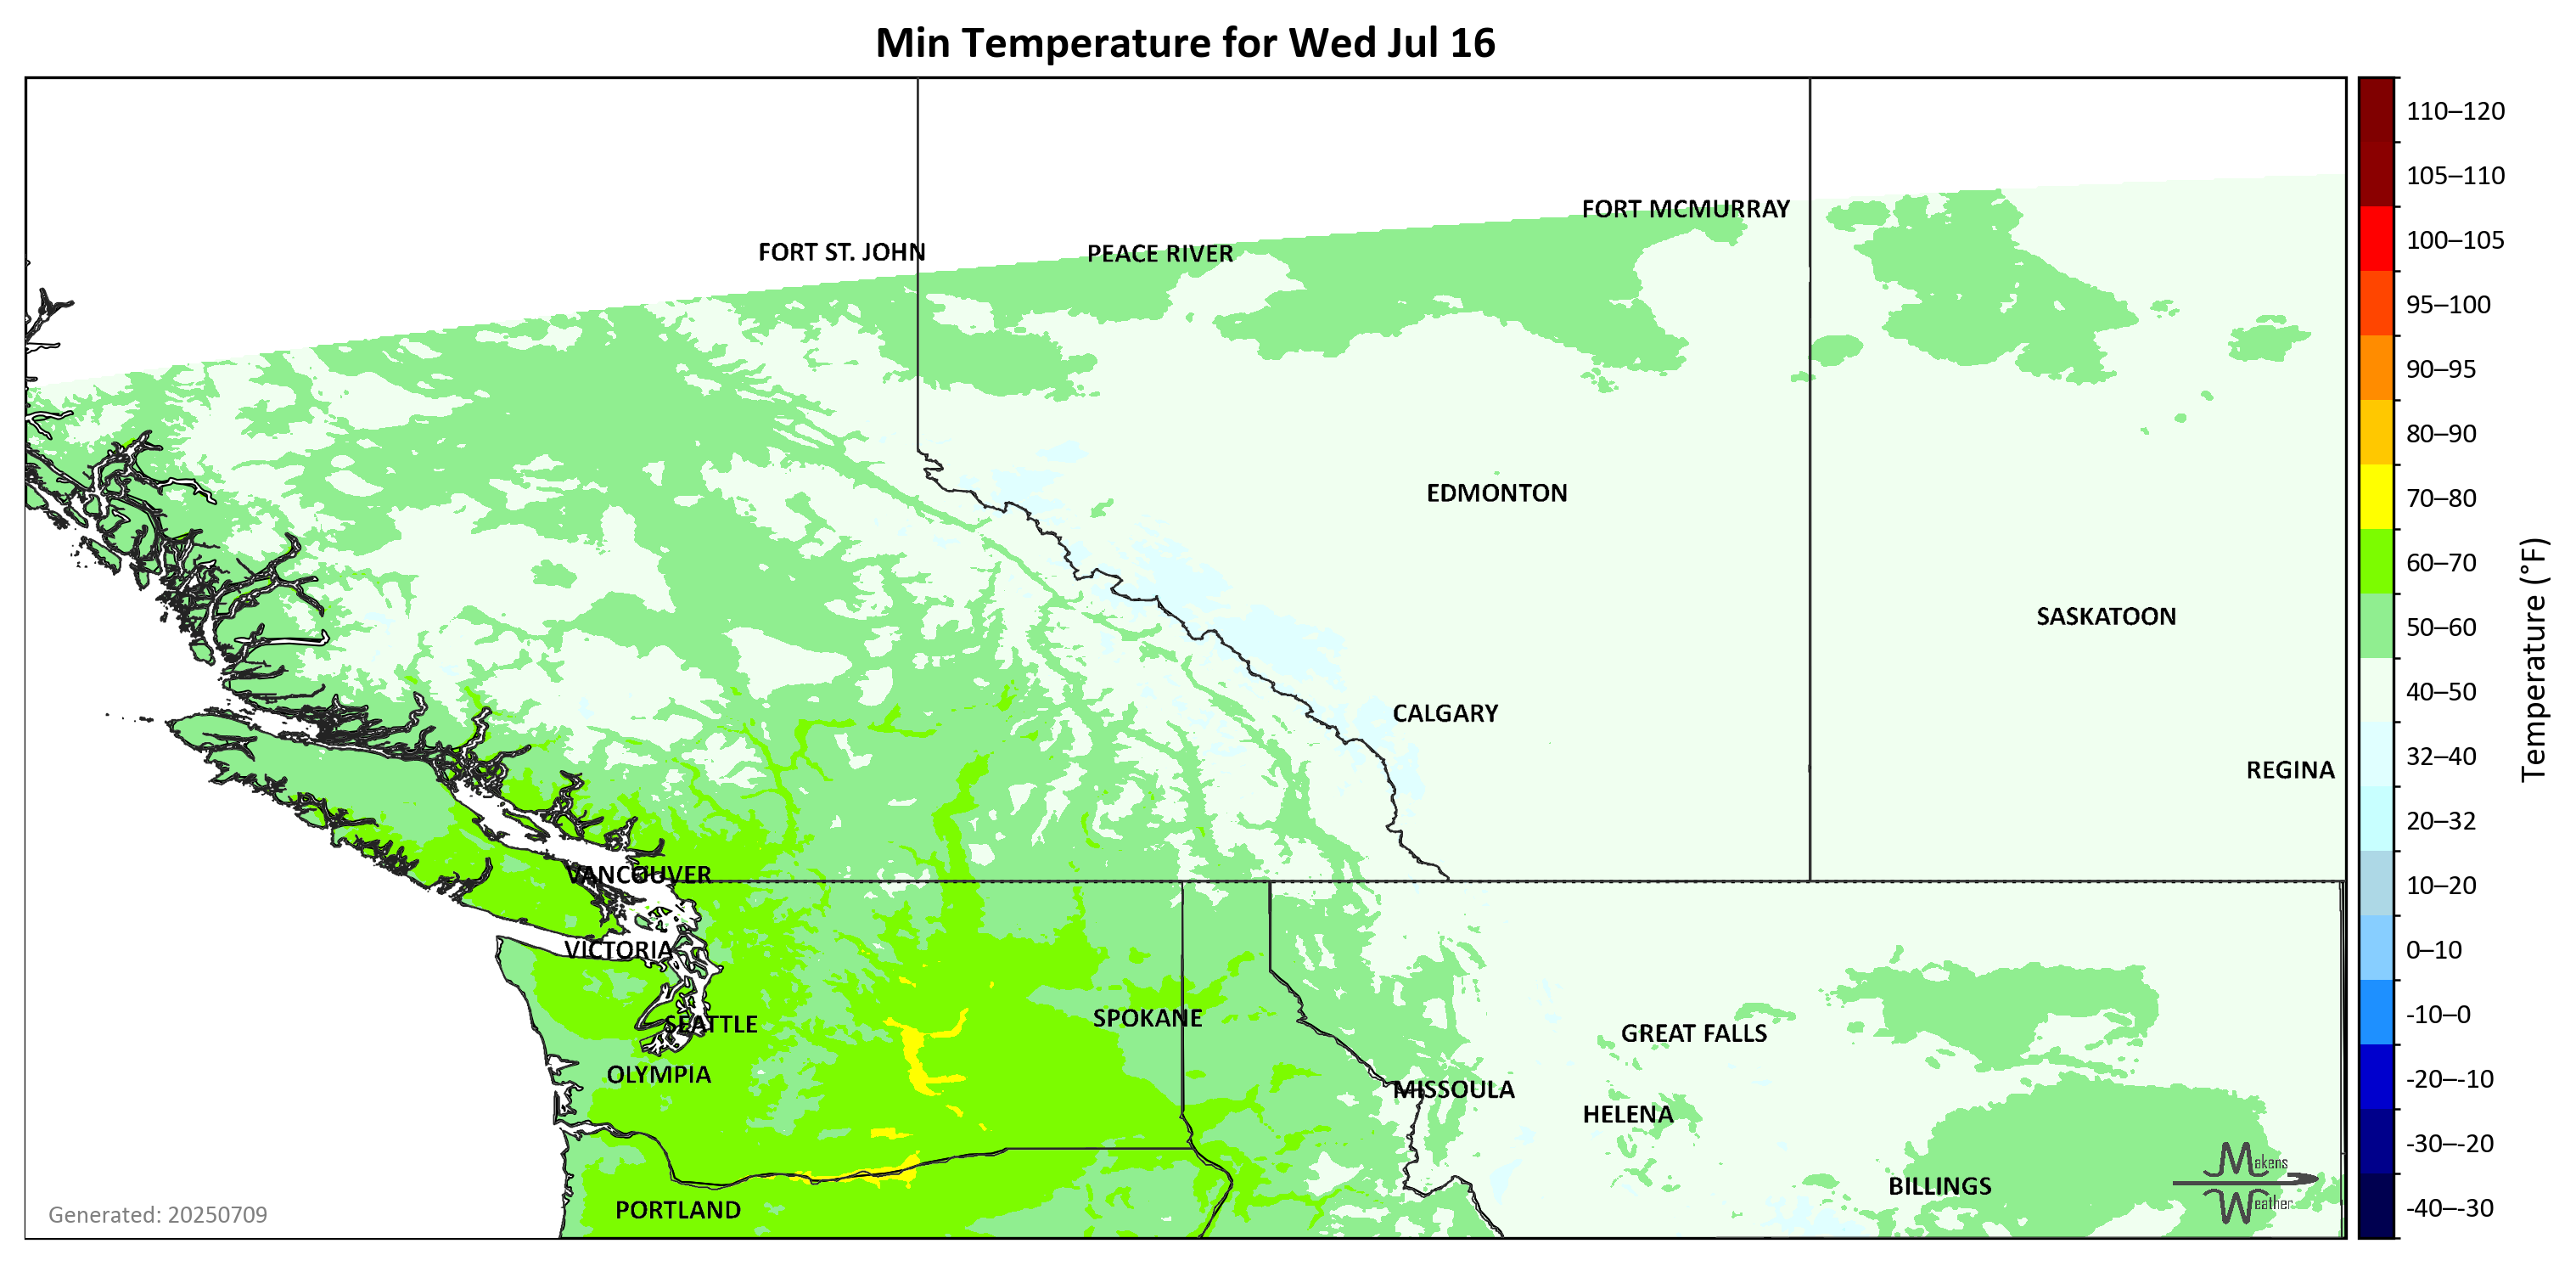 Min Temperature for Wed Jul 16
FORT MCMURRAY
FORT ST. JOHN
PEACE RIVER
EDMONTON
SASKATOON
CALGARY
REGINA
VANCOUVER
VICTORIA
SPOKANE
SEATTLE
GREAT FALLS
OLYMPIA
MISSOULA
HELENA
BILLINGS
PORTLAND
Generated: 20250709
Makens
Weather
110–120
105–110
100–105
95–100
90–95
80–90
70–80
60–70
50–60
40–50
32–40
20–32
10–20
0–10
-10–0
-20–-10
-30–-20
-40–-30
Temperature (°F)